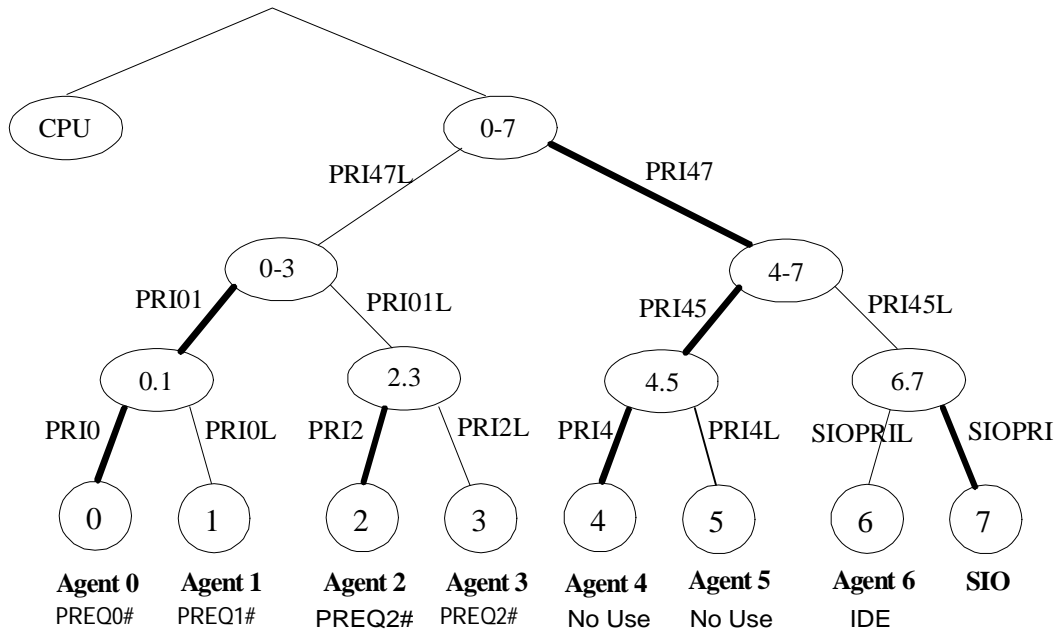 CPU
0-7
PRI47L
PRI47
0-3
4-7
PRI01
PRI01L
PRI45
PRI45L
0.1
2.3
4.5
6.7
PRI0
PRI0L
PRI2
PRI2L
PRI4
PRI4L
SIOPRIL
SIOPRI
0
1
2
3
4
5
6
7
Agent 0
Agent 1
Agent 2
Agent 3
Agent 4
Agent 5
Agent 6
SIO
PREQ0#
PREQ1#
PREQ2#
PREQ2#
No Use
No Use
IDE